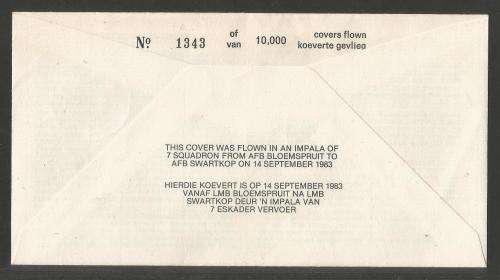 No. 1343 of 10,000 covers flown
van koeverte gevlieg
THIS COVER WAS FLOWN IN AN IMPALA OF
7 SQUADRON FROM AFB BLOEMSPRUIT TO
AFB SWARTKOP ON 14 SEPTEMBER 1983
HIERDIE KOEVERT IS OP 14 SEPTEMBER 1983
VANAF LMB BLOEMSPRUIT NA LMB
SWARTKOP DEUR 'N IMPALA VAN
7 ESKADER VERVOER